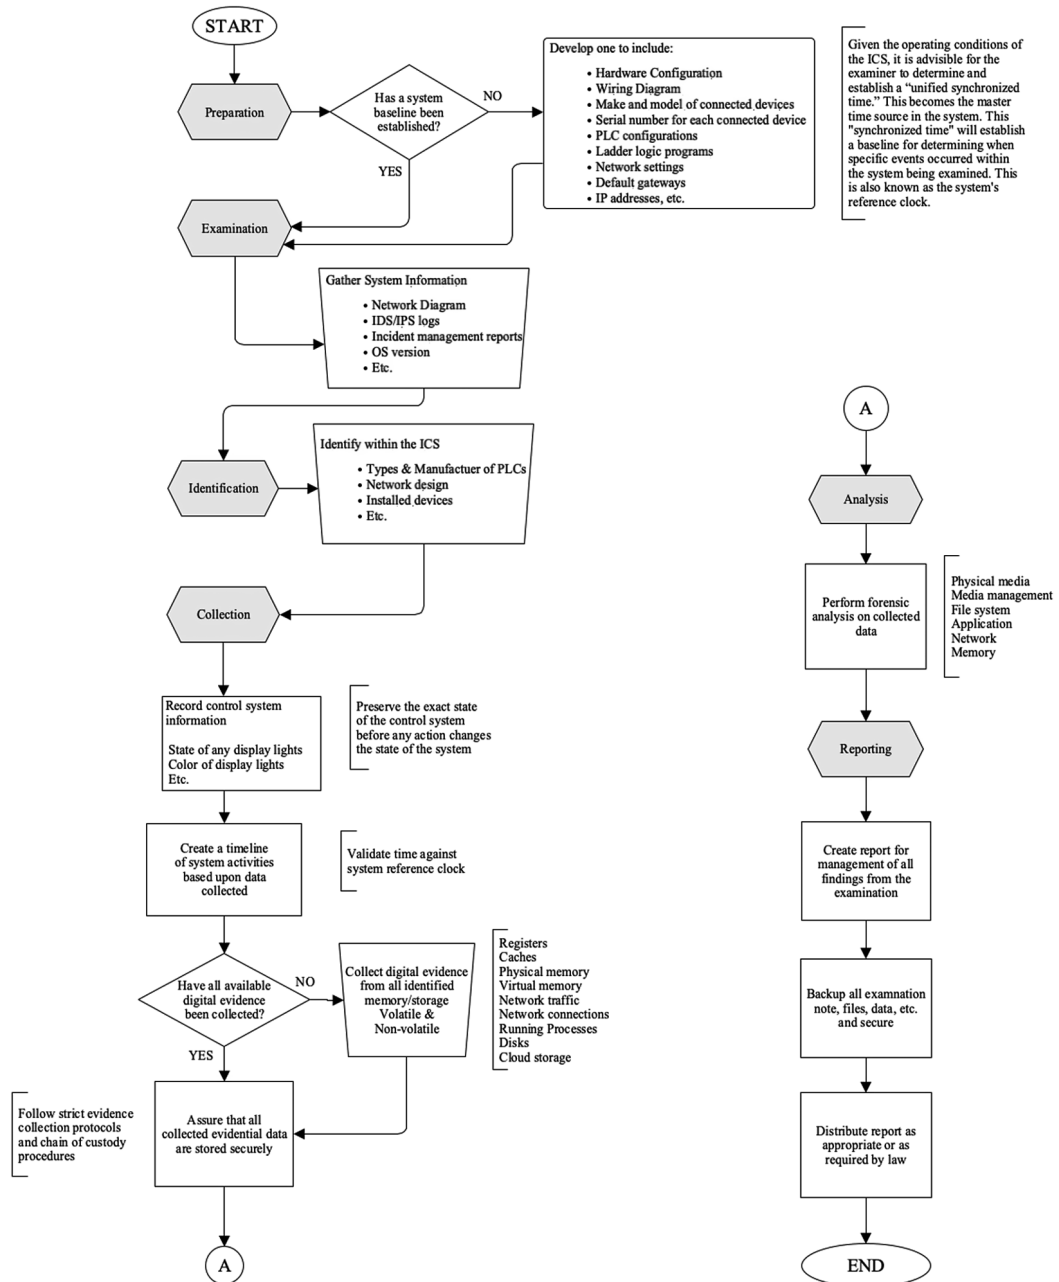 START
Preparation
Has a system
baseline been
established?
NO
YES
Develop one to include:
• Hardware Configuration
• Wiring Diagram
• Make and model of connected devices
• Serial number for each connected device
• PLC configurations
• Ladder logic programs
• Network settings
• Default gateways
• IP addresses, etc.
Given the operating conditions of
the ICS, it is advisible for the
examiner to determine and
establish a “unified synchronized
time.” This becomes the master
time source in the system. This
"synchronized time" will establish
a baseline for determining when
specific events occurred within
the system being examined. This
is also known as the system's
reference clock.
Examination
Gather System Information
• Network Diagram
• IDS/IPS logs
• Incident management reports
• OS version
• Etc.
Identification
Identify within the ICS
• Types & Manufactuer of PLCs
• Network design
• Installed devices
• Etc.
Collection
Record control system
information
State of any display lights
Color of display lights
Etc.
Preserve the exact state
of the control system
before any action changes
the state of the system
Create a timeline
of system activities
based upon data
collected
Validate time against
system reference clock
Have all available
digital evidence
been collected?
NO
YES
Collect digital evidence
from all identified
memory/storage
Volatile &
Non-volatile
Registers
Caches
Physical memory
Virtual memory
Network traffic
Network connections
Running Processes
Disks
Cloud storage
Follow strict evidence
collection protocols
and chain of custody
procedures
Assure that all
collected evidential data
are stored securely
A
A
Analysis
Perform forensic
analysis on collected
data
Physical media
Media management
File system
Application
Network
Memory
Reporting
Create report for
management of all
findings from the
examination
Backup all examnation
note, files, data, etc.
and secure
Distribute report as
appropriate or as
required by law
END